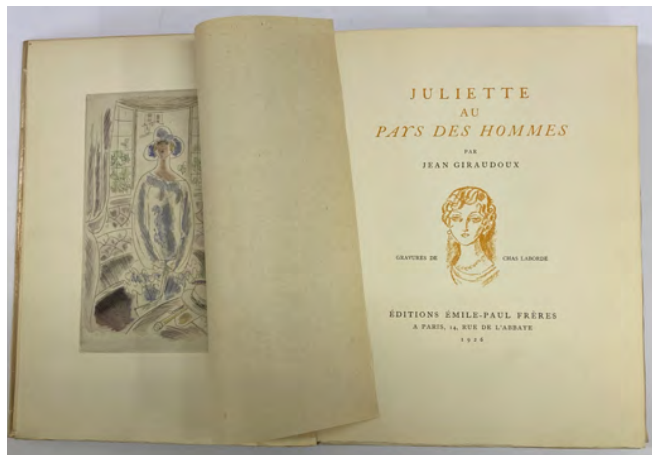 JULIETTE
AU
PAYS DES HOMMES
PAR
JEAN GIRAUDOUX
GRAVURES DE CHAS LABORDE
ÉDITIONS ÉMILE-PAUL FRÈRES
A PARIS, 14, RUE DE L'ABBAYE